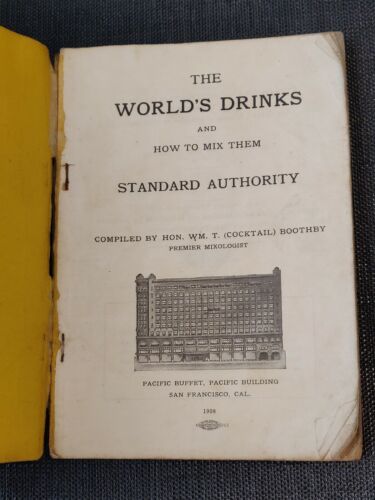 THE
WORLD'S DRINKS
AND
HOW TO MIX THEM
STANDARD AUTHORITY
COMPILED BY HON. WM. T. (COCKTAIL) BOOTHBY
PREMIER MIXOLOGIST
PACIFIC BUFFET, PACIFIC BUILDING
SAN FRANCISCO, CAL.
1908